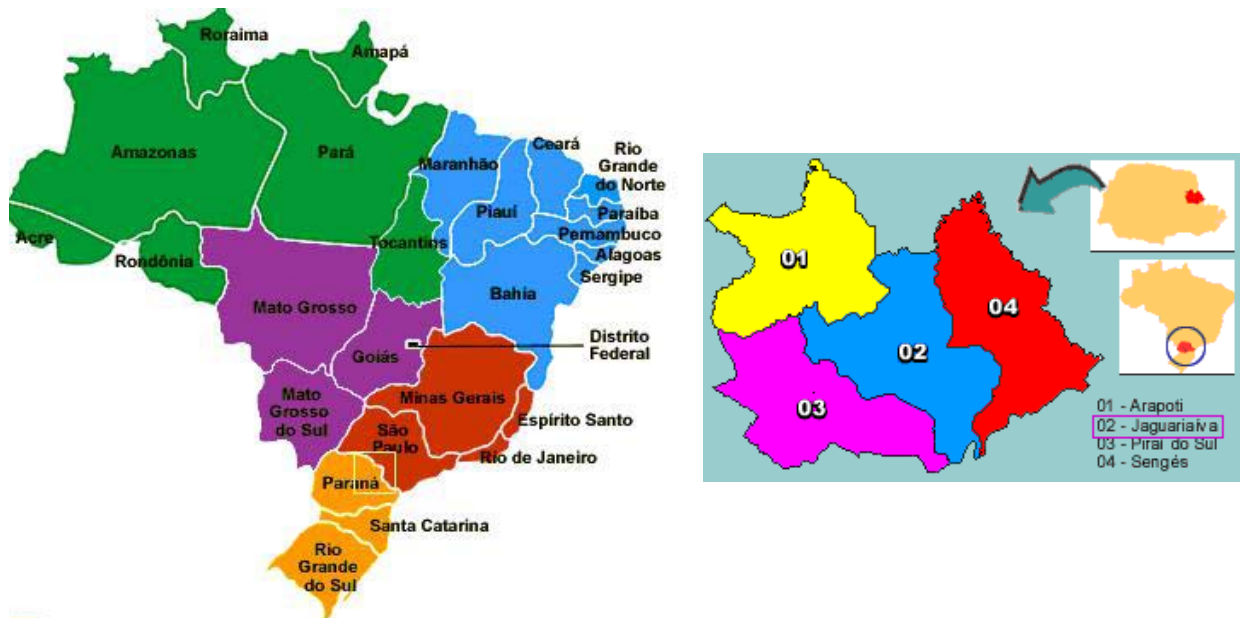 Roraima
Amapá
Amazonas
Pará
Maranhão
Ceará
Rio
Grande
do Norte
Piauí
Paraíba
Pernambuco
Alagoas
Sergipe
Acre
Rondônia
Tocantins
Bahia
Mato Grosso
Distrito
Federal
Goiás
Minas Gerais
Mato
Grosso
do Sul
Espírito Santo
São
Paulo
Rio de Janeiro
Paraná
Santa Catarina
Rio
Grande
do Sul
01
02
03
04
01 - Arapoti
02 - Jaguariaíva
03 - Piraí do Sul
04 - Sengés